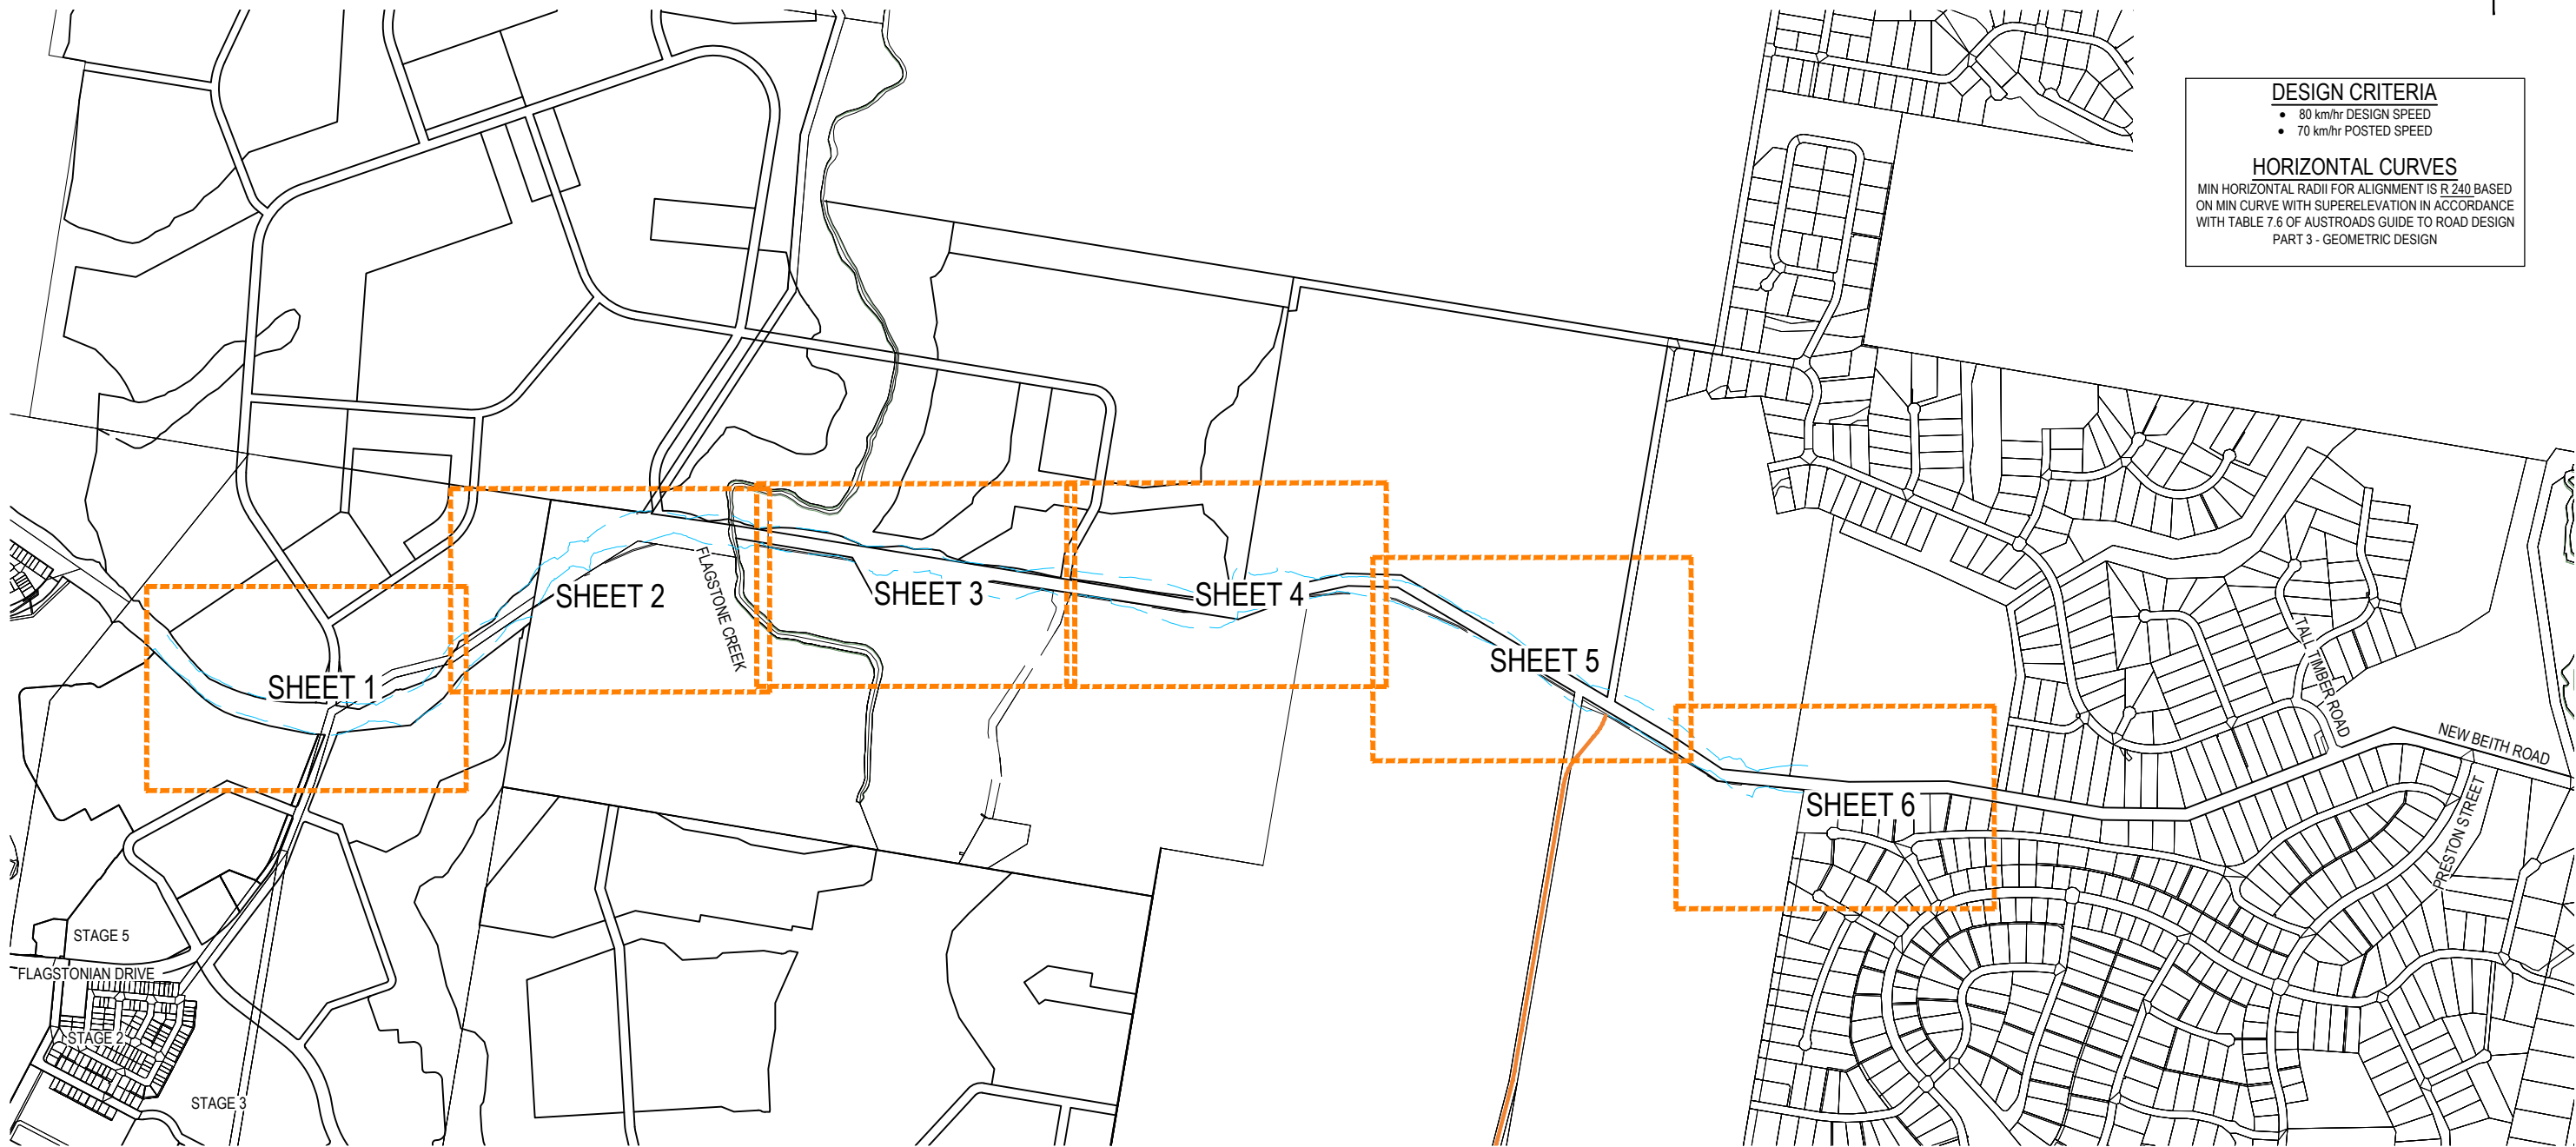 DESIGN CRITERIA
• 80 km/hr DESIGN SPEED
• 70 km/hr POSTED SPEED
HORIZONTAL CURVES
MIN HORIZONTAL RADII FOR ALIGNMENT IS R 240 BASED
ON MIN CURVE WITH SUPERELEVATION IN ACCORDANCE
WITH TABLE 7.6 OF AUSTROADS GUIDE TO ROAD DESIGN
PART 3 - GEOMETRIC DESIGN
SHEET 1
SHEET 2
FLAGSTONE CREEK
SHEET 3
SHEET 4
SHEET 5
SHEET 6
TALL TIMBER ROAD
NEW BEITH ROAD
PRESTON STREET
STAGE 5
FLAGSTONIAN DRIVE
STAGE 2
STAGE 3